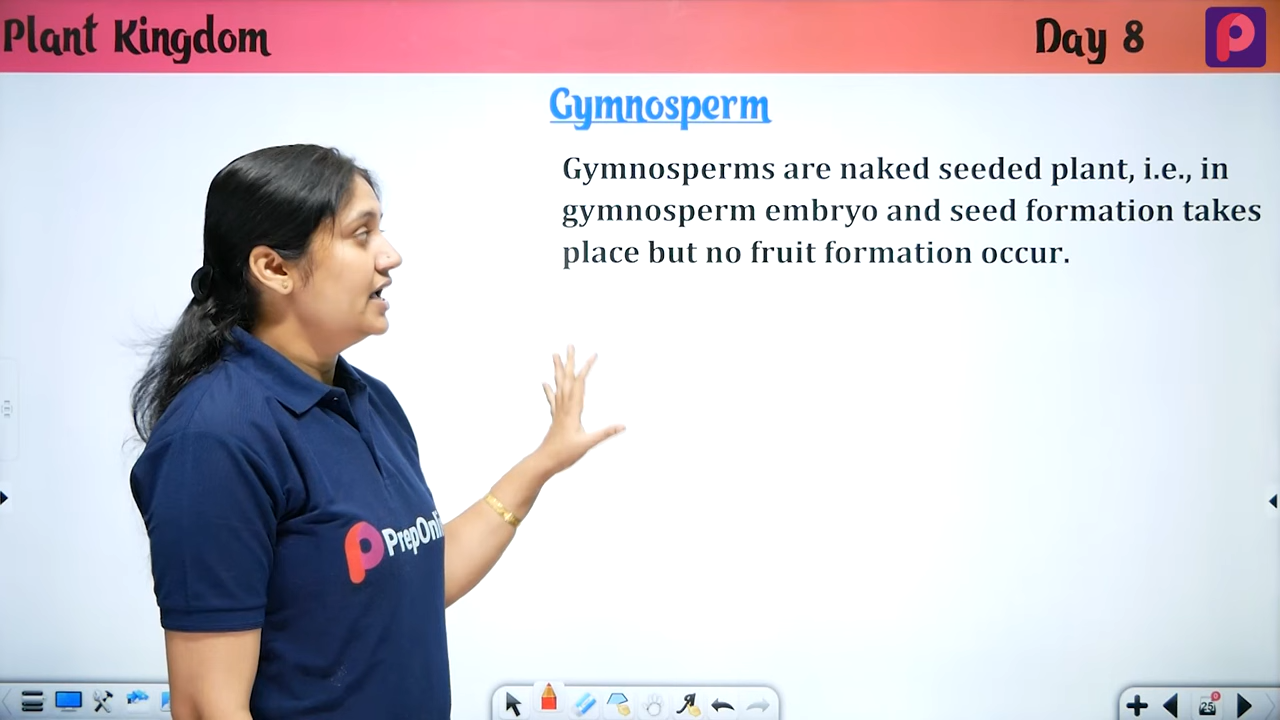 Plant Kingdom
Day 8
Gymnosperm
Gymnosperms are naked seeded plant, i.e., in
gymnosperm embryo and seed formation takes
place but no fruit formation occur.
25